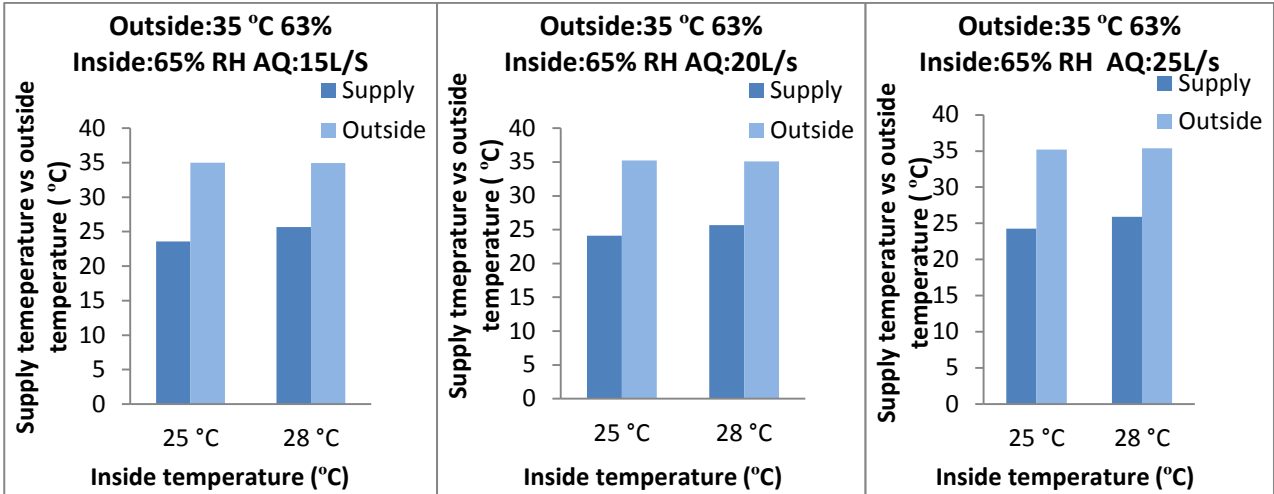 Outside:35 ºC 63%
Inside:65% RH AQ:15L/S
Supply
Outside
Supply temeperature vs outside
temperature ( ºC)
40
35
30
25
20
15
10
5
0
25 °C
28 °C
Inside temperature (ºC)
Outside:35 ºC 63%
Inside:65% RH AQ:20L/s
Supply
Outside
Supply tmeprature vs outside
temperature ( ºC)
40
35
30
25
20
15
10
5
0
25 °C
28 °C
Inside temperature (ºC)
Outside:35 ºC 63%
Inside:65% RH  AQ:25L/s
Supply
Outside
Supply temperature vs outside
temperature ( ºC)
40
35
30
25
20
15
10
5
0
25 °C
28 °C
Inside temperature (ºC)